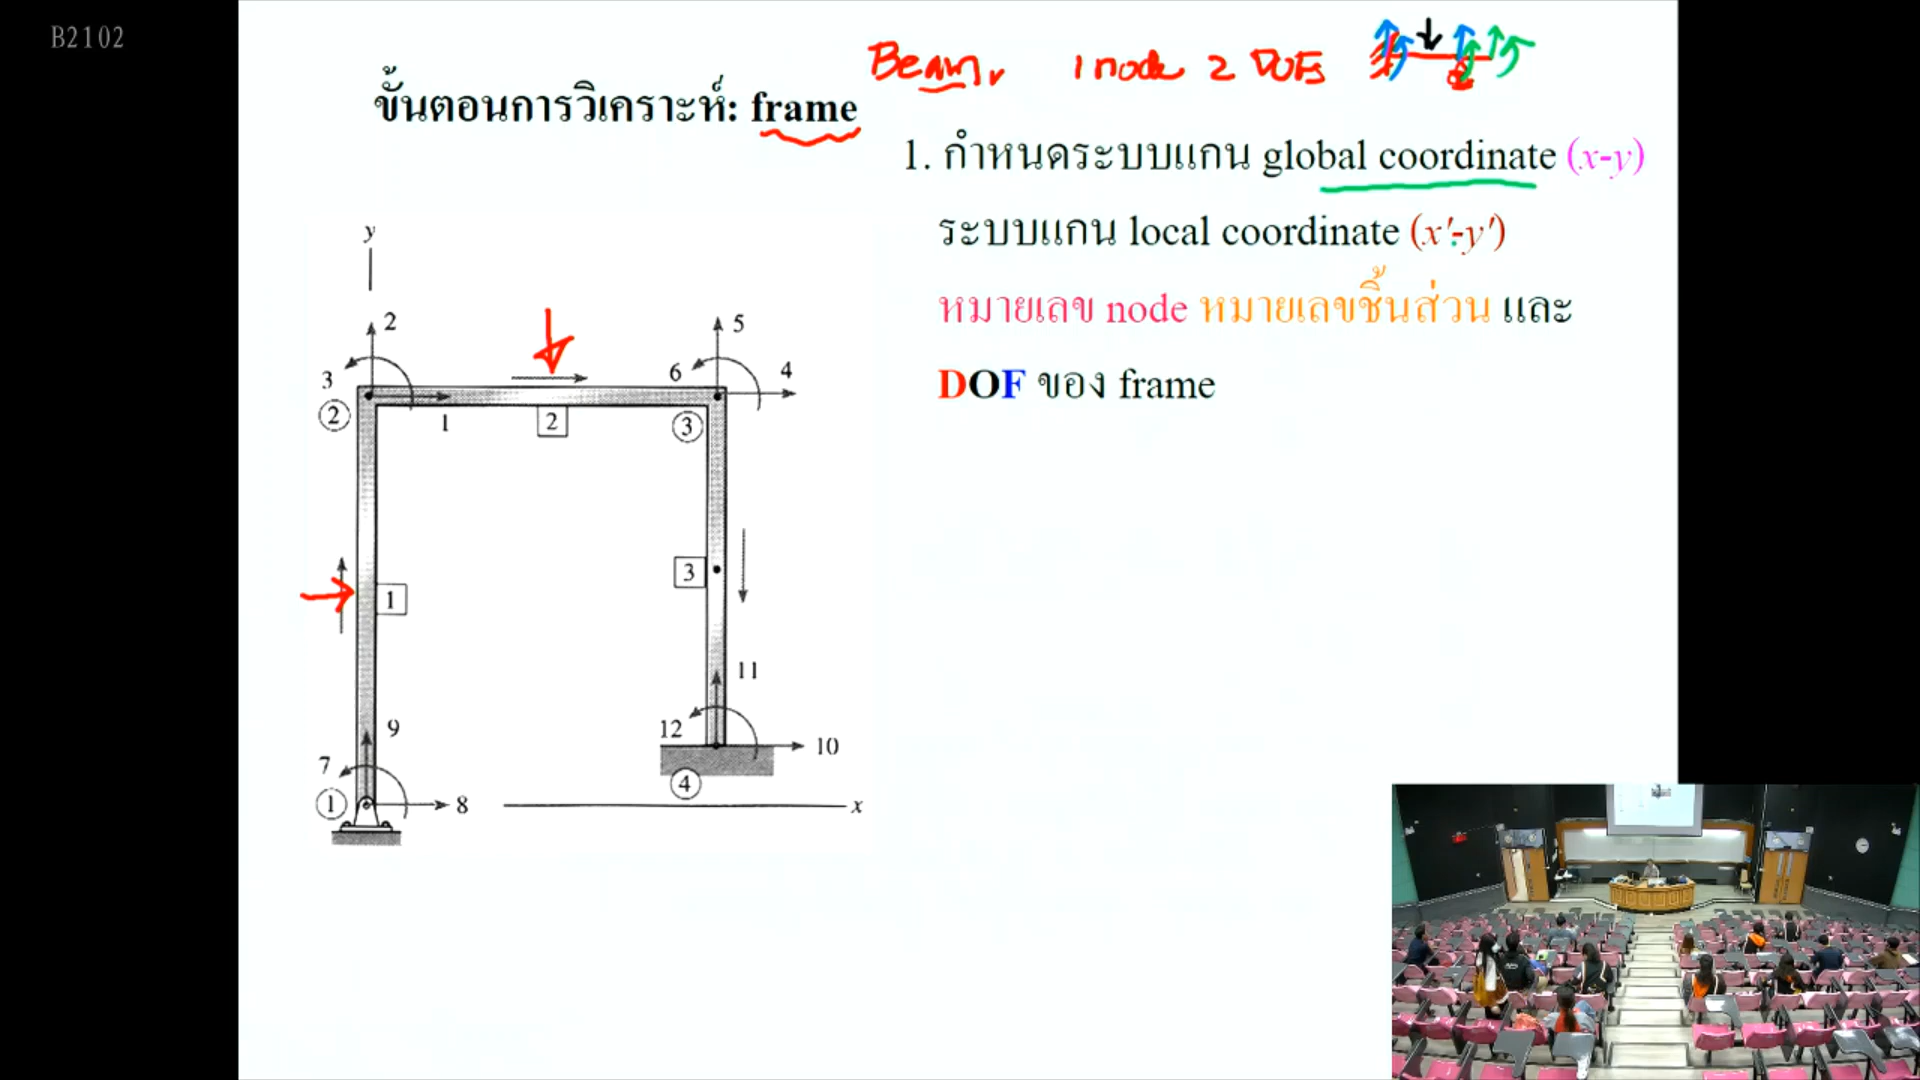 B2102
Beam, 1 node 2 DOFs
ขั้นตอนการวิเคราะห์: frame
1. กำหนดระบบแกน global coordinate (x-y)
ระบบแกน local coordinate (x'-y')
หมายเลข node หมายเลขชิ้นส่วน และ
DOF ของ frame
y
2
5
3
6
4
2
1
2
3
1
3
11
9
12
10
7
4
1
8
x